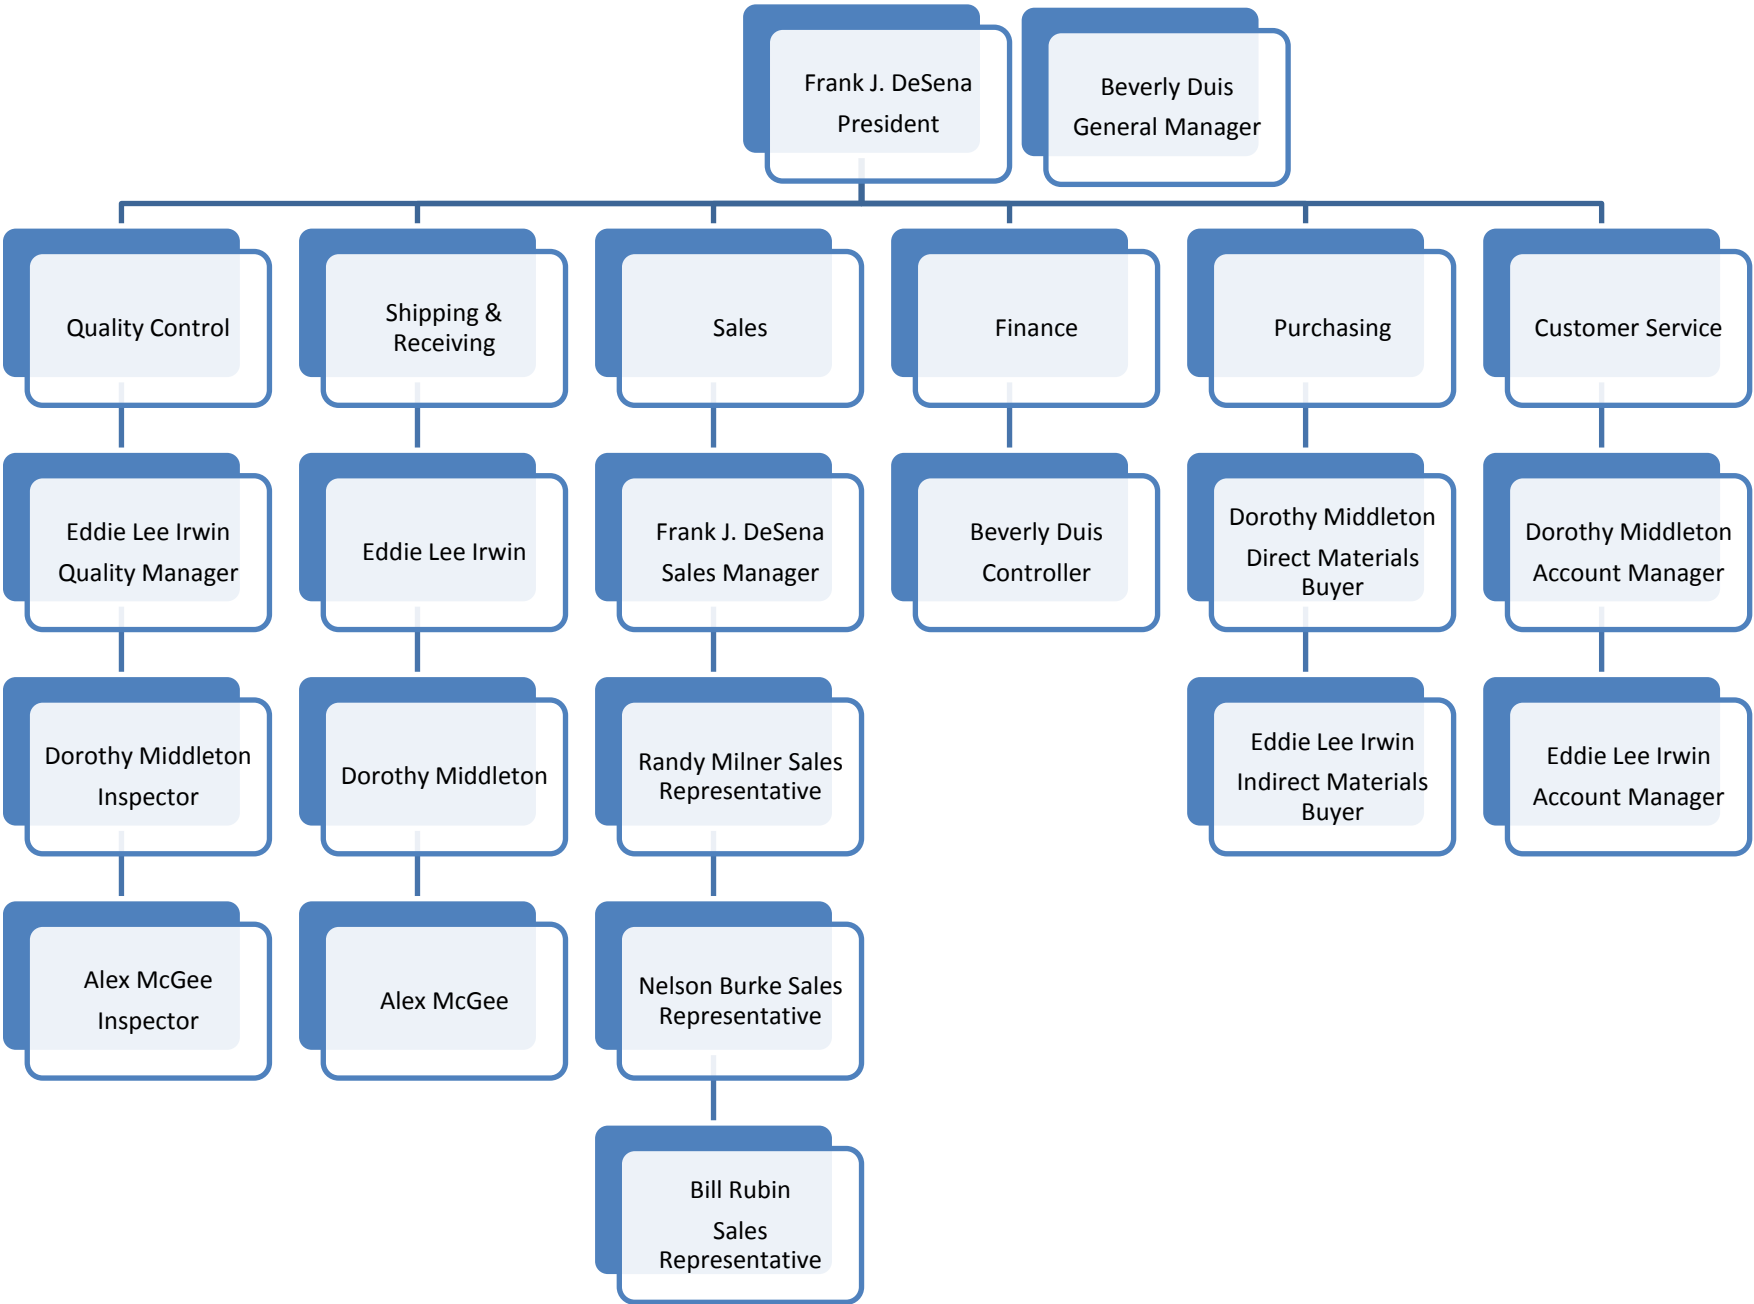 Frank J. DeSena
President
Beverly Duis
General Manager
Quality Control
Shipping &
Receiving
Sales
Finance
Purchasing
Customer Service
Eddie Lee Irwin
Quality Manager
Eddie Lee Irwin
Frank J. DeSena
Sales Manager
Beverly Duis
Controller
Dorothy Middleton
Direct Materials
Buyer
Dorothy Middleton
Account Manager
Dorothy Middleton
Inspector
Dorothy Middleton
Randy Milner Sales
Representative
Eddie Lee Irwin
Indirect Materials
Buyer
Eddie Lee Irwin
Account Manager
Alex McGee
Inspector
Alex McGee
Nelson Burke Sales
Representative
Bill Rubin
Sales
Representative